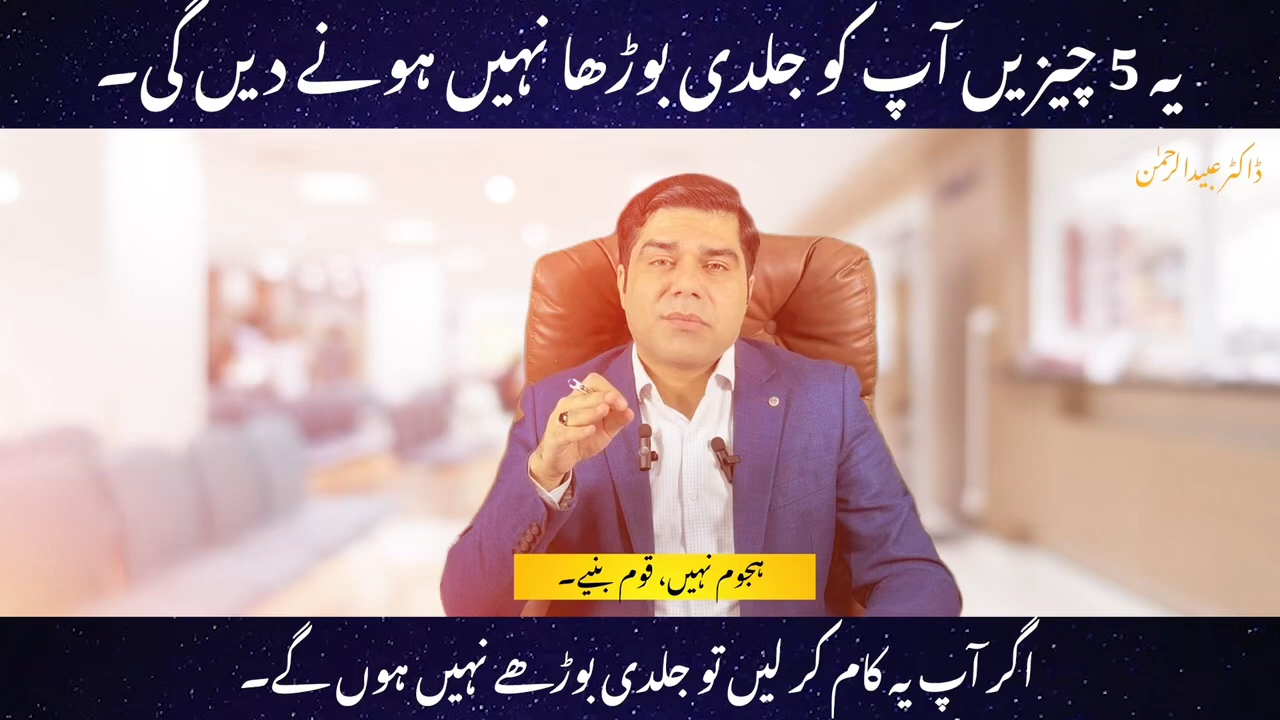 یہ 5 چیزیں آپ کو جلدی بوڑھا نہیں ہونے دیں گی۔
ڈاکٹر عبیدالرحمٰن
ہجوم نہیں، قوم بنیے۔
اگر آپ یہ کام کر لیں تو جلدی بوڑھے نہیں ہوں گے۔